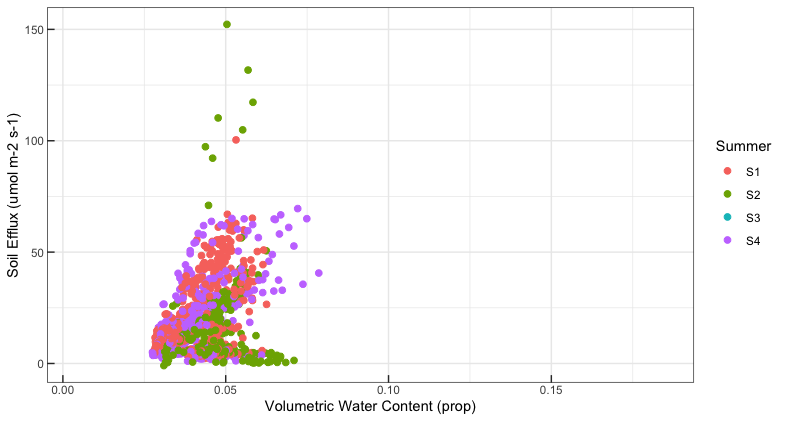 150
100
50
0
Soil Efflux (umol m-2 s-1)
0.00 0.05 0.10 0.15
Volumetric Water Content (prop)
Summer
S1
S2
S3
S4